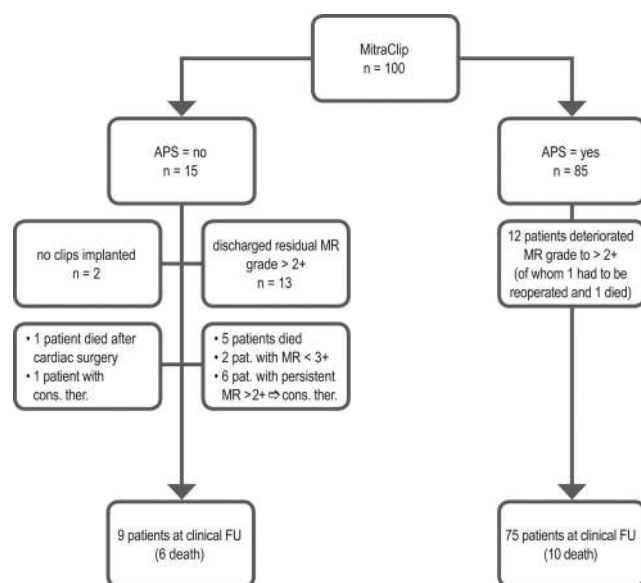 MitraClip
n = 100
APS = no
n = 15
APS = yes
n = 85
no clips implanted
n = 2
discharged residual MR
grade > 2+
n = 13
12 patients deteriorated
MR grade to > 2+
(of whom 1 had to be
reoperated and 1 died)
• 1 patient died after
cardiac surgery
• 1 patient with
cons. ther.
• 5 patients died
• 2 pat. with MR < 3+
• 6 pat. with persistent
MR >2+ ⇨ cons. ther.
9 patients at clinical FU
(6 death)
75 patients at clinical FU
(10 death)